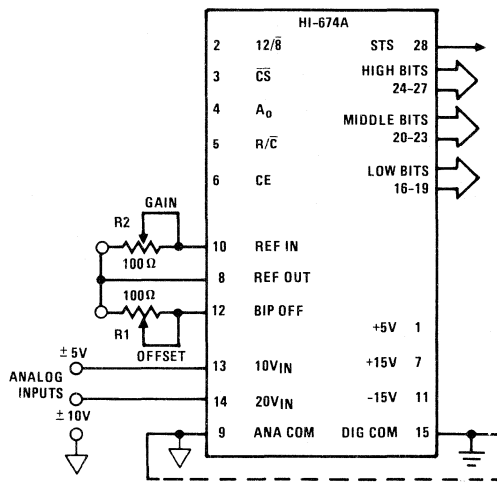 HI-674A
2 12/8̅ STS 28
3 C̅S̅ HIGH BITS
24-27
4 A₀ MIDDLE BITS
20-23
5 R/C̅
6 CE LOW BITS
16-19
GAIN
R2
100Ω
10 REF IN
8 REF OUT
100Ω
12 BIP OFF
R1
OFFSET
+5V 1
±5V
13 10VIN +15V 7
ANALOG
INPUTS
14 20VIN -15V 11
±10V
9 ANA COM DIG COM 15